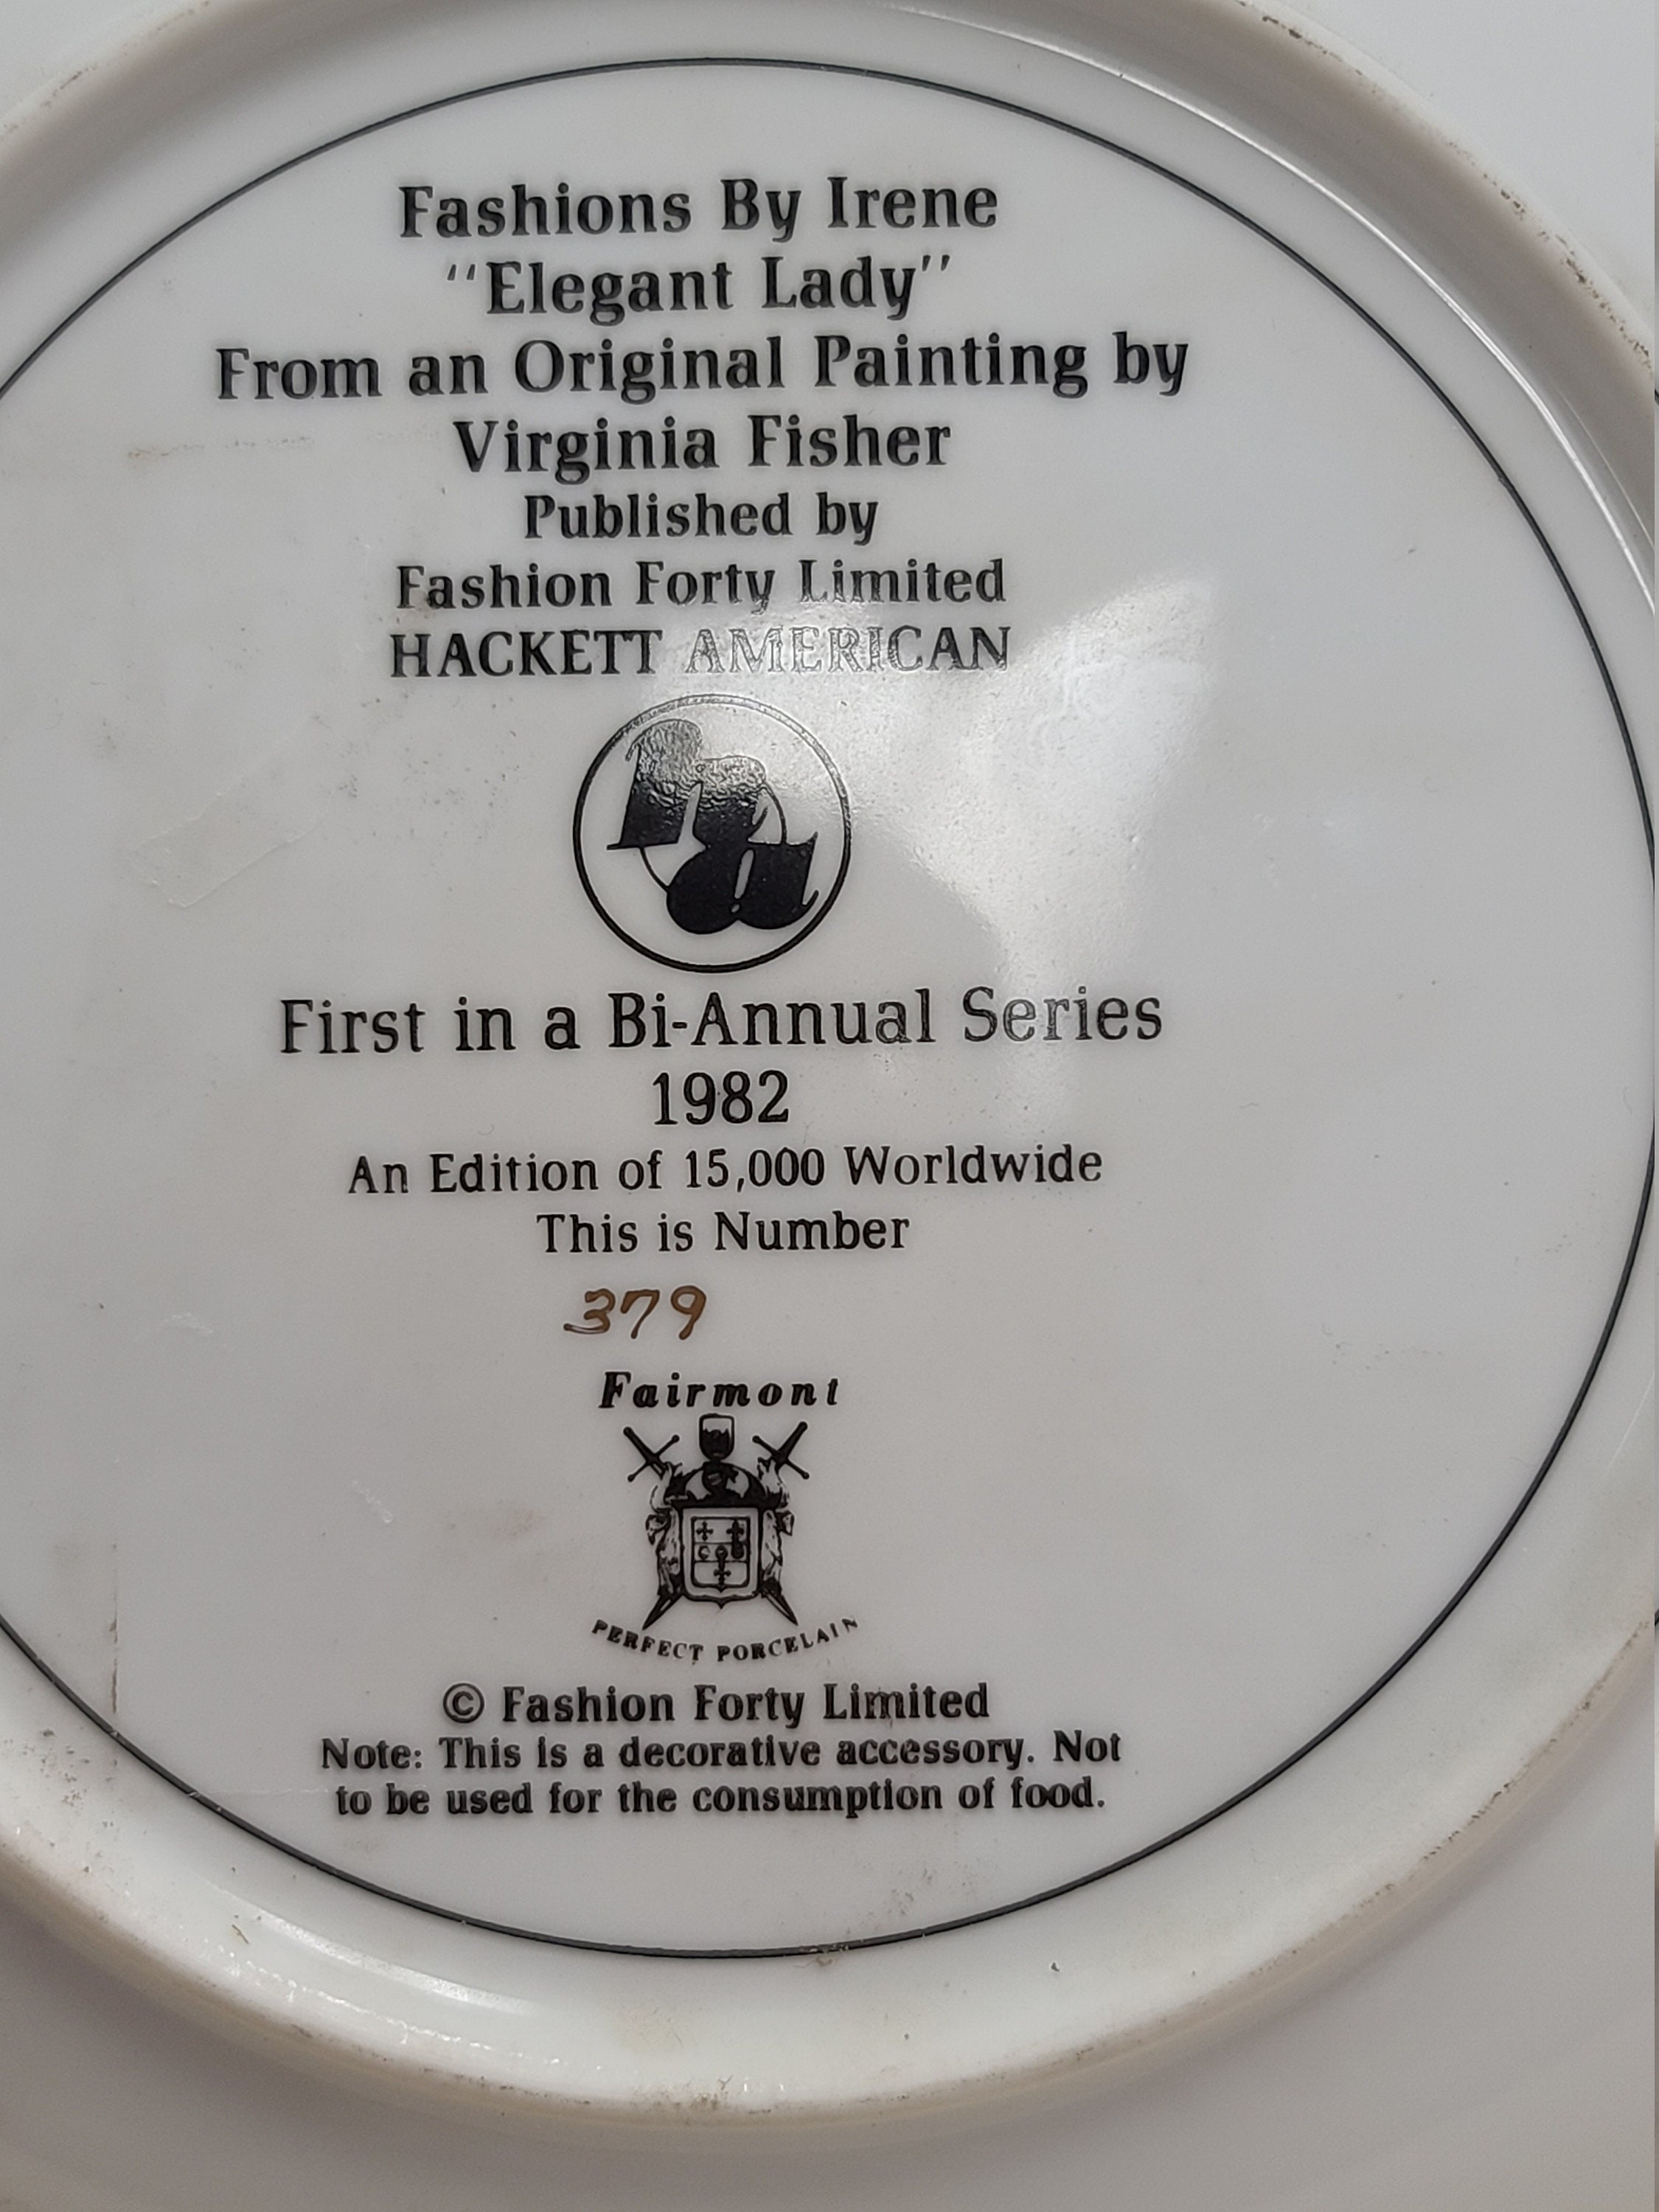 Fashions By Irene
"Elegant Lady"
From an Original Painting by
Virginia Fisher
Published by
Fashion Forty Limited
HACKETT AMERICAN
First in a Bi-Annual Series
1982
An Edition of 15,000 Worldwide
This is Number
379
Fairmont
PERFECT PORCELAIN
© Fashion Forty Limited
Note: This is a decorative accessory. Not
to be used for the consumption of food.